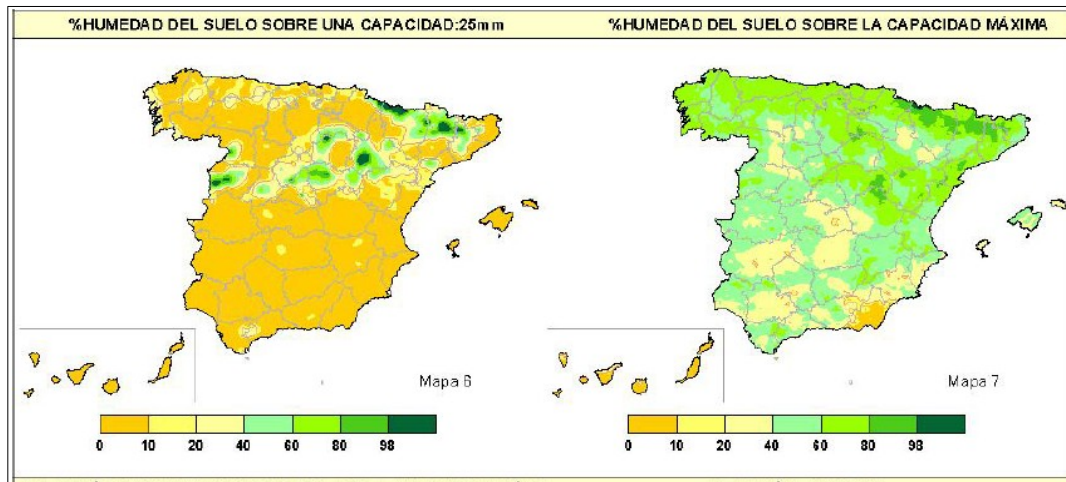 %HUMEDAD DEL SUELO SOBRE UNA CAPACIDAD:25mm
%HUMEDAD DEL SUELO SOBRE LA CAPACIDAD MÁXIMA
Mapa 6
Mapa 7
0 10 20 40 60 80 98
0 10 20 40 60 80 98